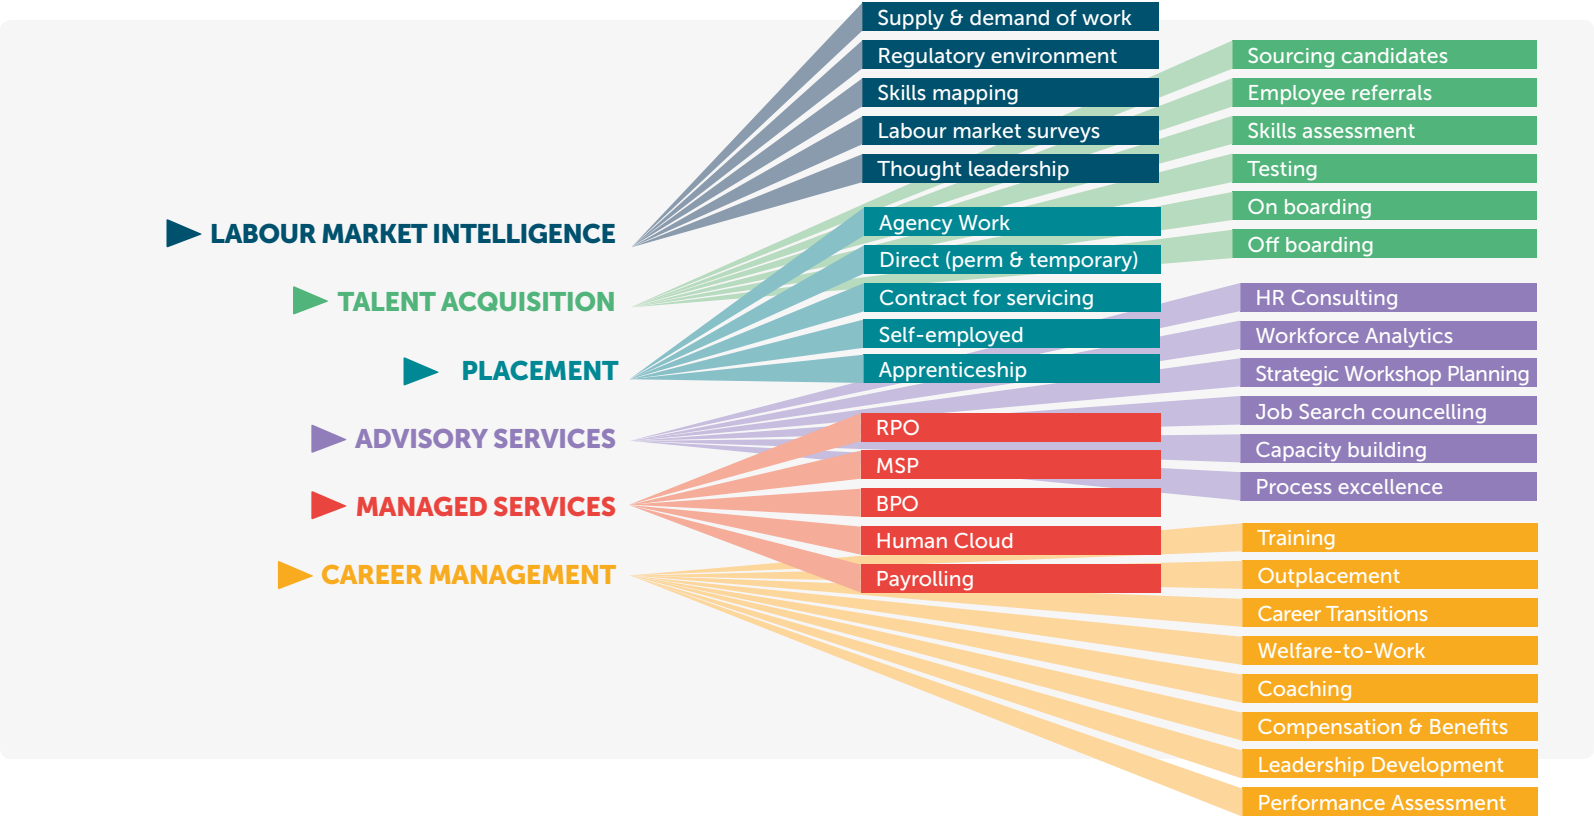 LABOUR MARKET INTELLIGENCE
Supply & demand of work
Regulatory environment
Skills mapping
Labour market surveys
Thought leadership
TALENT ACQUISITION
Sourcing candidates
Employee referrals
Skills assessment
Testing
On boarding
Off boarding
PLACEMENT
Agency Work
Direct (perm & temporary)
Contract for servicing
Self-employed
Apprenticeship
ADVISORY SERVICES
HR Consulting
Workforce Analytics
Strategic Workshop Planning
Job Search councelling
Capacity building
Process excellence
MANAGED SERVICES
RPO
MSP
BPO
Human Cloud
Payrolling
CAREER MANAGEMENT
Training
Outplacement
Career Transitions
Welfare-to-Work
Coaching
Compensation & Benefits
Leadership Development
Performance Assessment